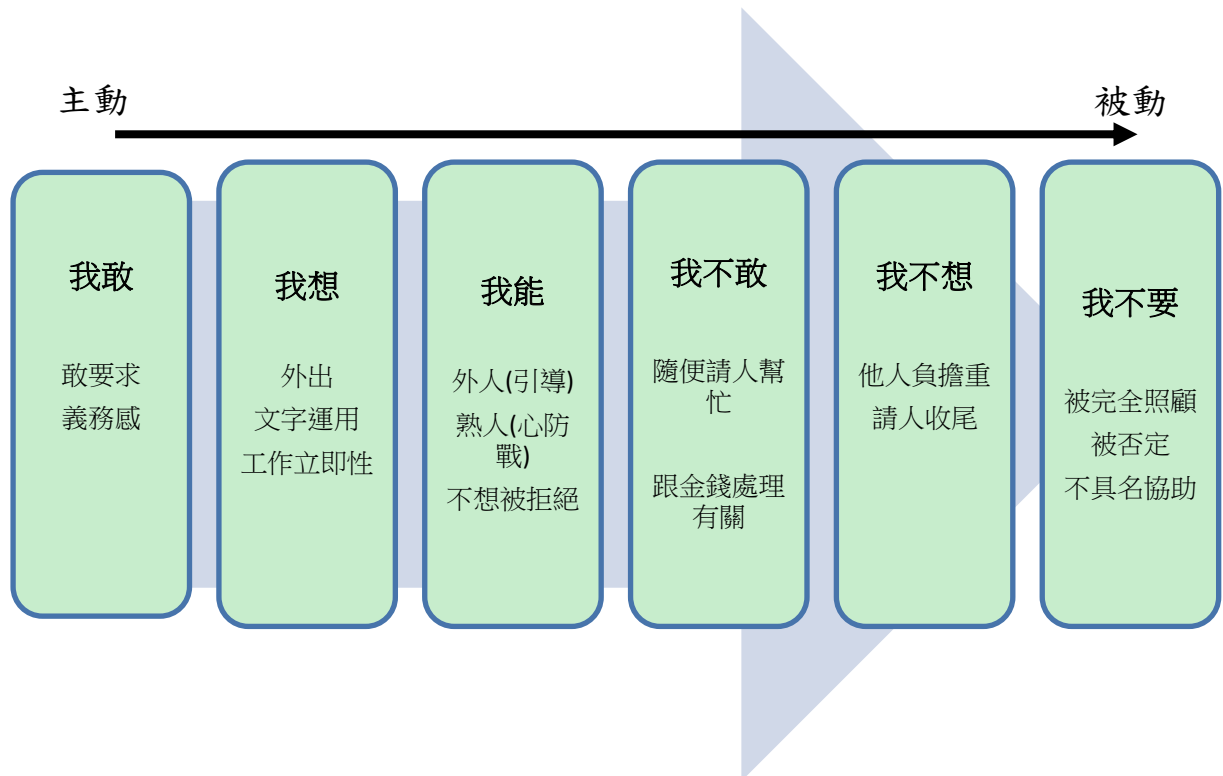 主動
被動
我敢
敢要求
義務感
我想
外出
文字運用
工作立即性
我能
外人(引導)
熟人(心防
戰)
不想被拒絕
我不敢
隨便請人幫
忙
跟金錢處理
有關
我不想
他人負擔重
請人收尾
我不要
被完全照顧
被否定
不具名協助